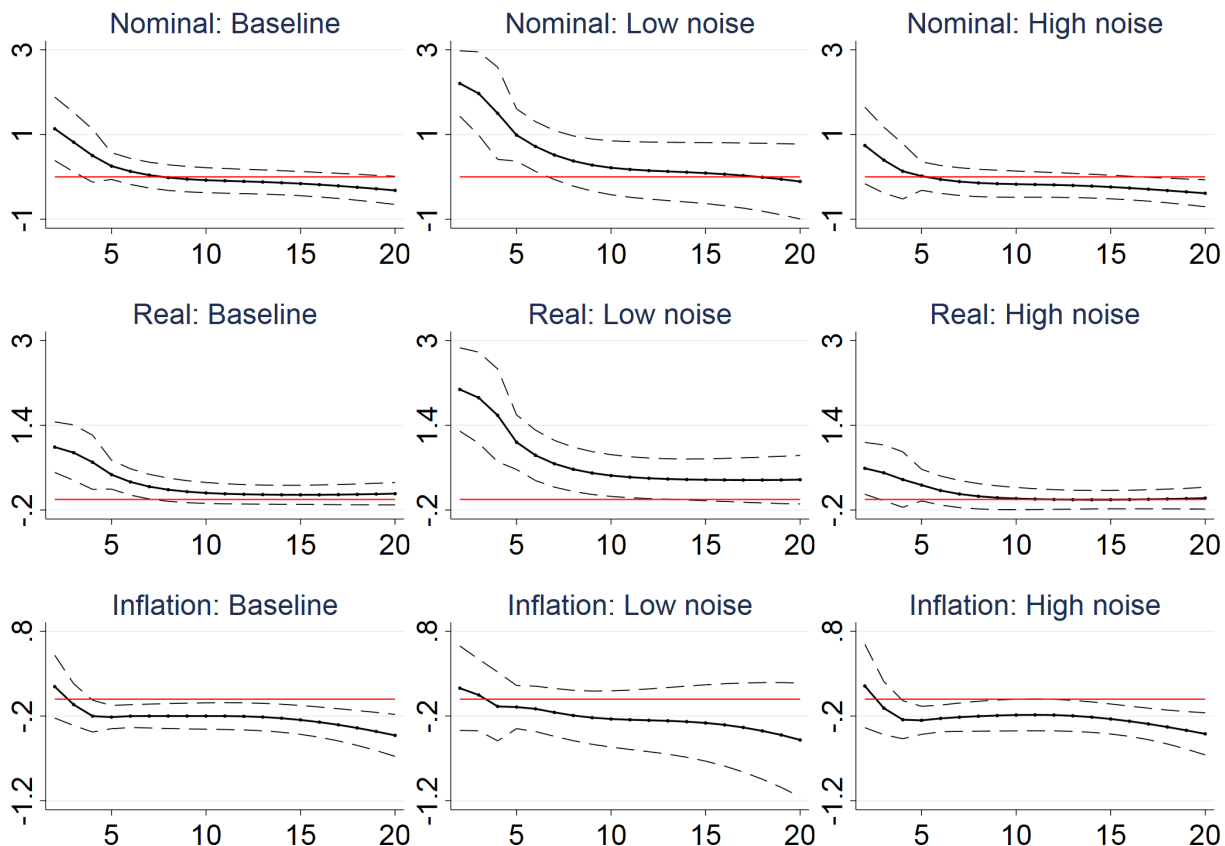 Nominal: Baseline
Nominal: Low noise
Nominal: High noise
3
1
-1
5 10 15 20
3
1
-1
5 10 15 20
3
1
-1
5 10 15 20
Real: Baseline
Real: Low noise
Real: High noise
3
1.4
-.2
5 10 15 20
3
1.4
-.2
5 10 15 20
3
1.4
-.2
5 10 15 20
Inflation: Baseline
Inflation: Low noise
Inflation: High noise
.8
-.2
-1.2
5 10 15 20
.8
-.2
-1.2
5 10 15 20
.8
-.2
-1.2
5 10 15 20